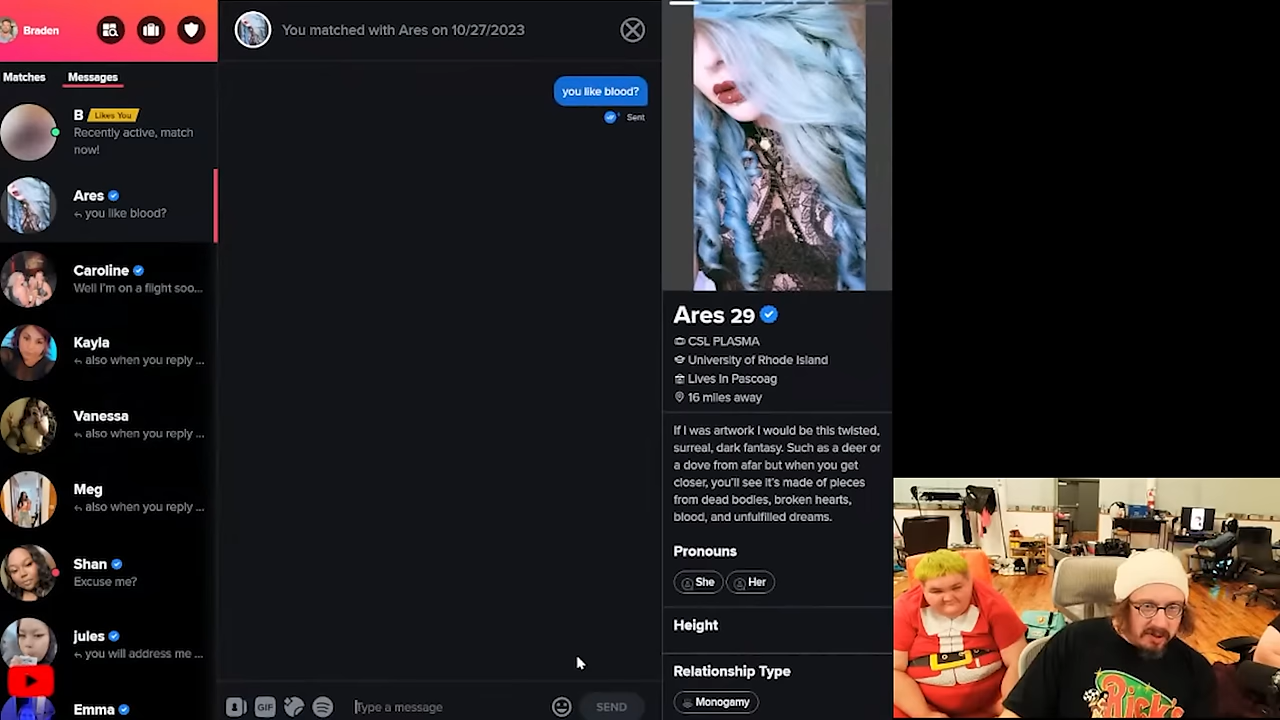 Braden
Matches Messages
B Likes You
Recently active, match
now!
Ares
you like blood?
Caroline
Well I'm on a flight soo...
Kayla
also when you reply ...
Vanessa
also when you reply ...
Meg
also when you reply ...
Shan
Excuse me?
jules
you will address me ...
Emma
You matched with Ares on 10/27/2023
you like blood?
Sent
GIF
Type a message
SEND
Ares 29
CSL PLASMA
University of Rhode Island
Lives In Pascoag
16 miles away
If I was artwork I would be this twisted,
surreal, dark fantasy. Such as a deer or
a dove from afar but when you get
closer, you'll see it's made of pieces
from dead bodies, broken hearts,
blood, and unfulfilled dreams.
Pronouns
She Her
Height
Relationship Type
Monogamy
Rick's